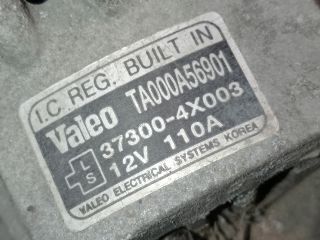 I.C REG. BUILT IN
Valeo TA000A56901
37300-4X003
12V 110A
L S
VALEO ELECTRICAL SYSTEMS KOREA